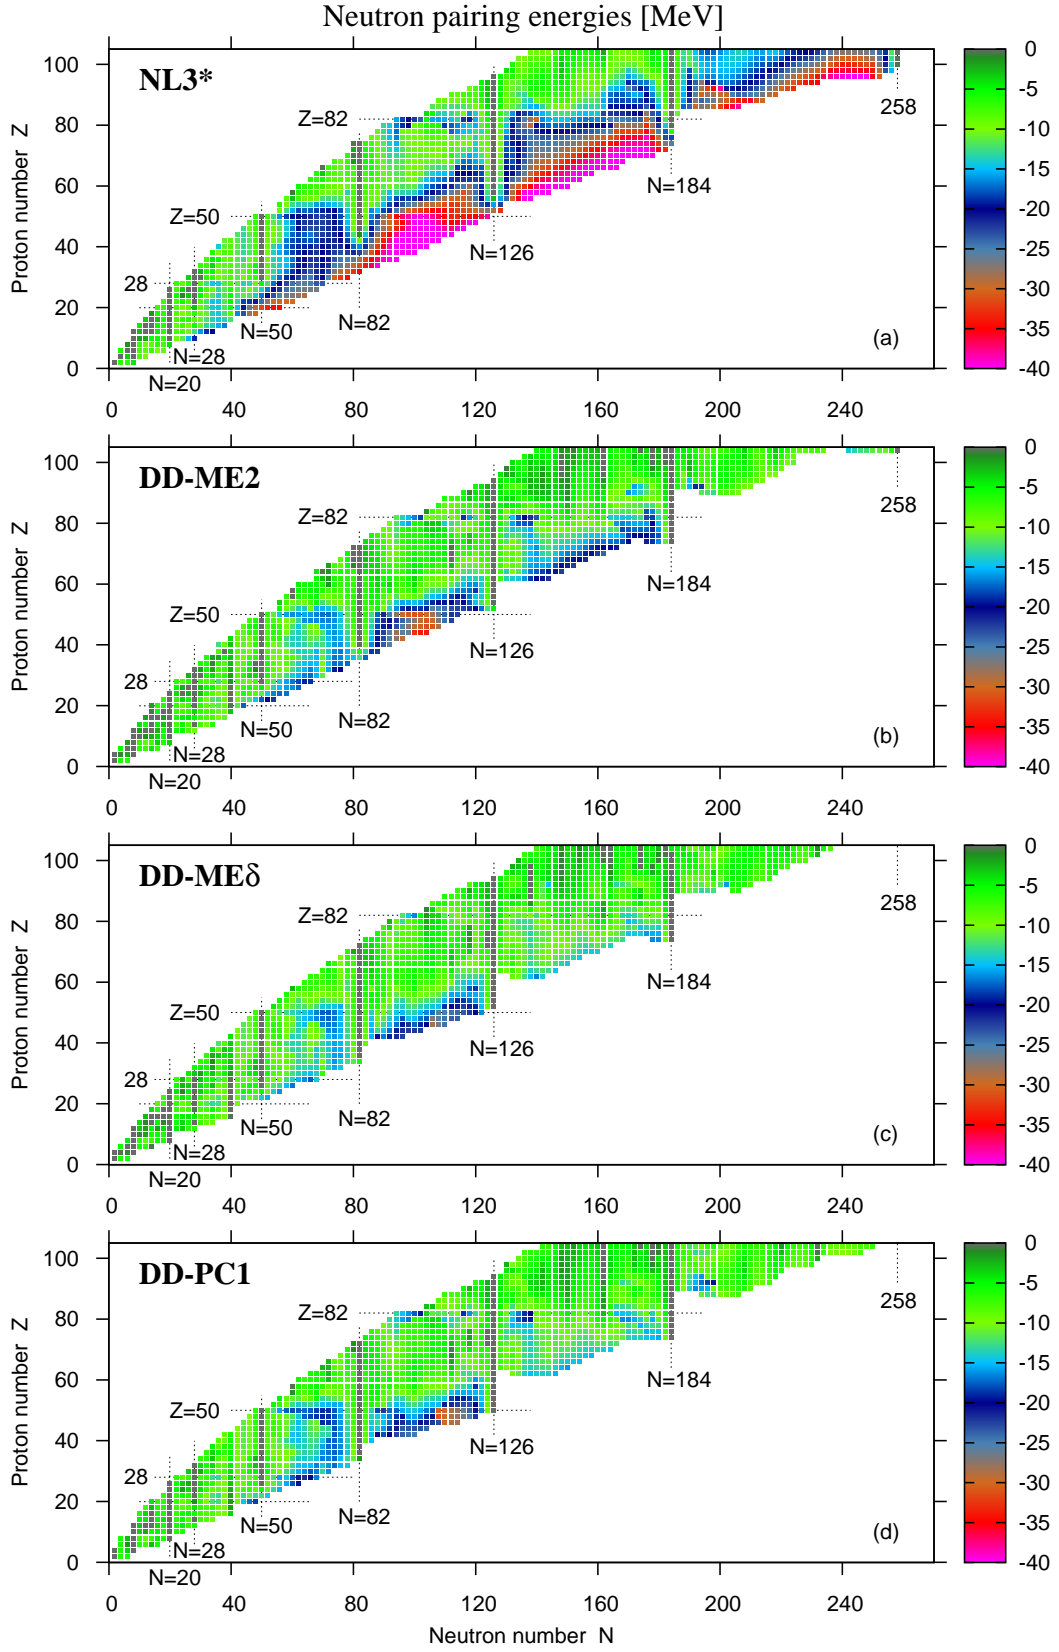 Neutron pairing energies [MeV]
NL3*
Proton number Z
100
80
60
40
20
0
Z=82
Z=50
28
N=20
N=28
N=50
N=82
N=126
N=184
258
(a)
0
40
80
120
160
200
240
0
-5
-10
-15
-20
-25
-30
-35
-40
DD-ME2
Proton number Z
100
80
60
40
20
0
Z=82
Z=50
28
N=20
N=28
N=50
N=82
N=126
N=184
258
(b)
0
40
80
120
160
200
240
0
-5
-10
-15
-20
-25
-30
-35
-40
DD-MEδ
Proton number Z
100
80
60
40
20
0
Z=82
Z=50
28
N=20
N=28
N=50
N=82
N=126
N=184
258
(c)
0
40
80
120
160
200
240
0
-5
-10
-15
-20
-25
-30
-35
-40
DD-PC1
Proton number Z
100
80
60
40
20
0
Z=82
Z=50
28
N=20
N=28
N=50
N=82
N=126
N=184
258
(d)
0
40
80
120
160
200
240
0
-5
-10
-15
-20
-25
-30
-35
-40
Neutron number N